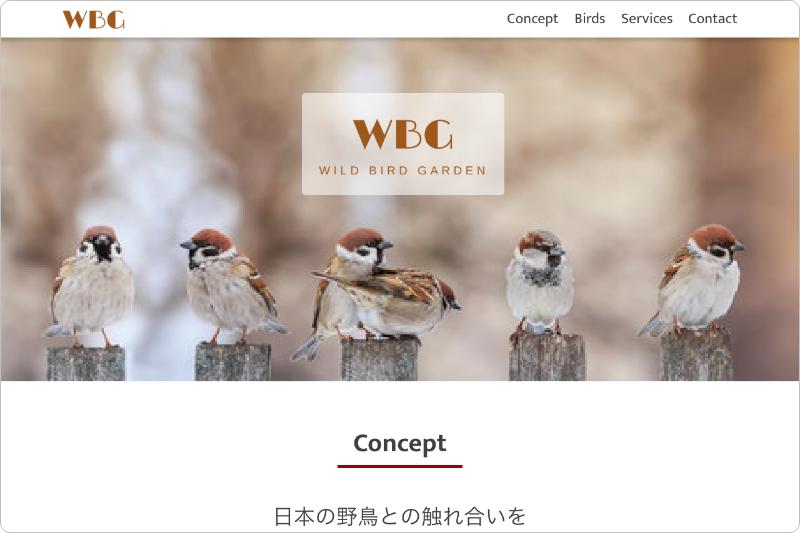 WBG
Concept Birds Services Contact
WBG
WILD BIRD GARDEN
Concept
日本の野鳥との触れ合いを